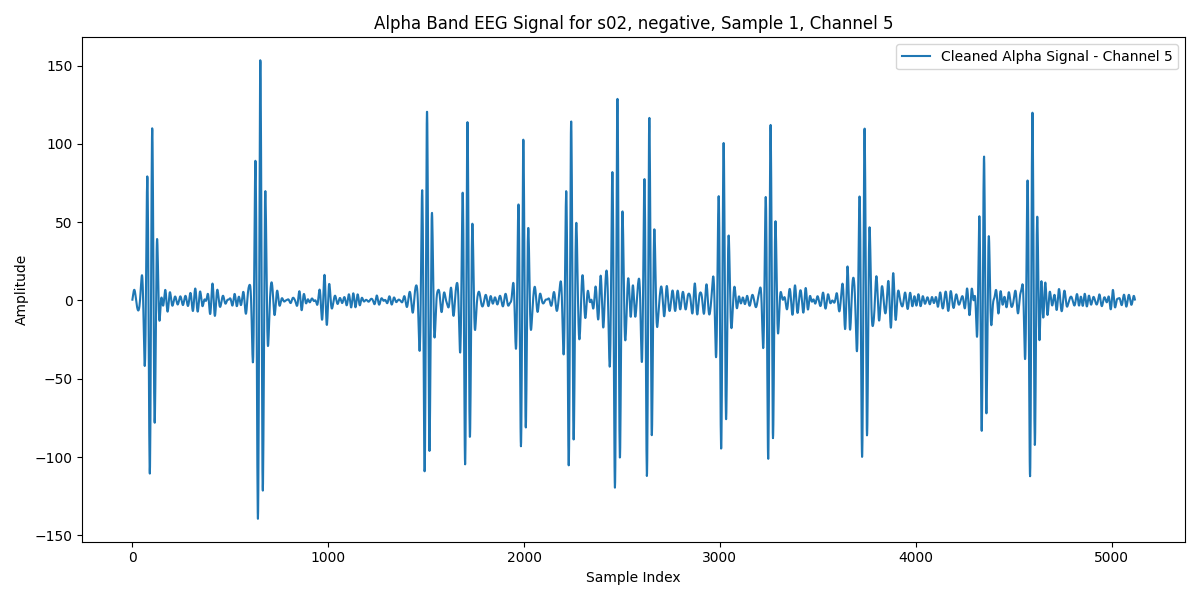 Alpha Band EEG Signal for s02, negative, Sample 1, Channel 5
Cleaned Alpha Signal - Channel 5
Amplitude
150
100
50
0
−50
−100
−150
0 1000 2000 3000 4000 5000
Sample Index